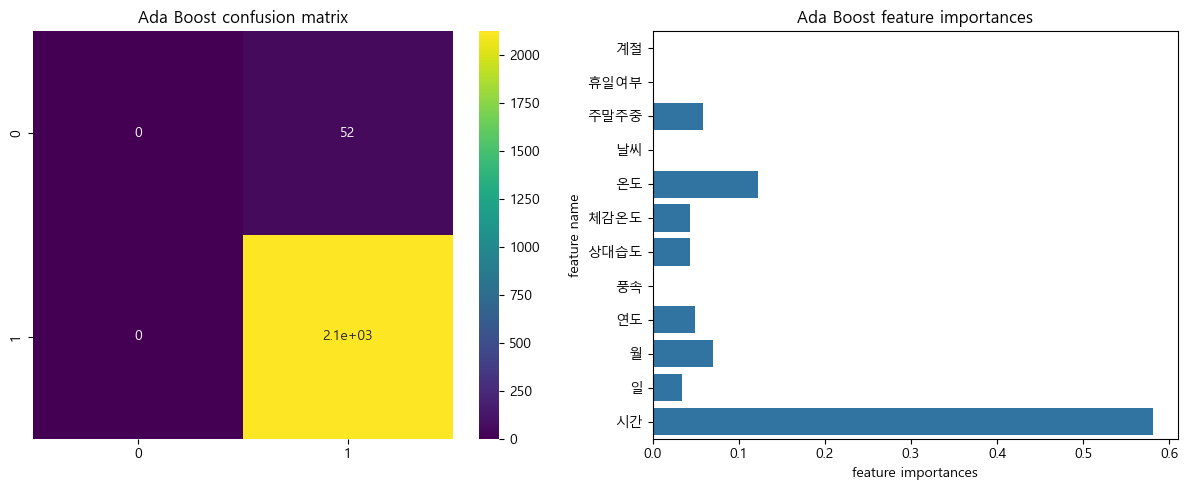 Ada Boost confusion matrix
0
52
0
2.1e+03
0
1
0
1
2000
1750
1500
1250
1000
750
500
250
0
Ada Boost feature importances
feature name
계절
휴일여부
주말주중
날씨
온도
체감온도
상대습도
풍속
연도
월
일
시간
0.0 0.1 0.2 0.3 0.4 0.5 0.6
feature importances